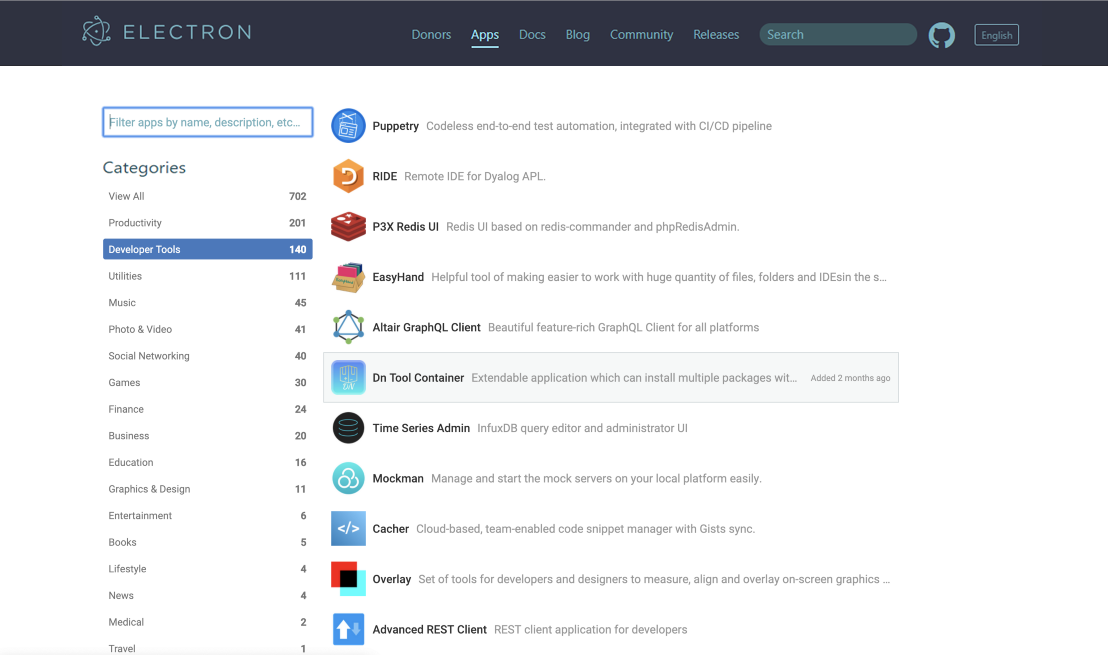 ELECTRON
Donors Apps Docs Blog Community Releases Search English
Filter apps by name, description, etc...
Categories
View All 702
Productivity 201
Developer Tools 140
Utilities 111
Music 45
Photo & Video 41
Social Networking 40
Games 30
Finance 24
Business 20
Education 16
Graphics & Design 11
Entertainment 6
Books 5
Lifestyle 4
News 4
Medical 2
Travel 1
Puppetry Codeless end-to-end test automation, integrated with CI/CD pipeline
RIDE Remote IDE for Dyalog APL.
P3X Redis UI Redis UI based on redis-commander and phpRedisAdmin.
EasyHand Helpful tool of making easier to work with huge quantity of files, folders and IDEsin the s...
Altair GraphQL Client Beautiful feature-rich GraphQL Client for all platforms
Dn Tool Container Extendable application which can install multiple packages wit... Added 2 months ago
Time Series Admin InfuxDB query editor and administrator UI
Mockman Manage and start the mock servers on your local platform easily.
</> Cacher Cloud-based, team-enabled code snippet manager with Gists sync.
Overlay Set of tools for developers and designers to measure, align and overlay on-screen graphics ...
Advanced REST Client REST client application for developers